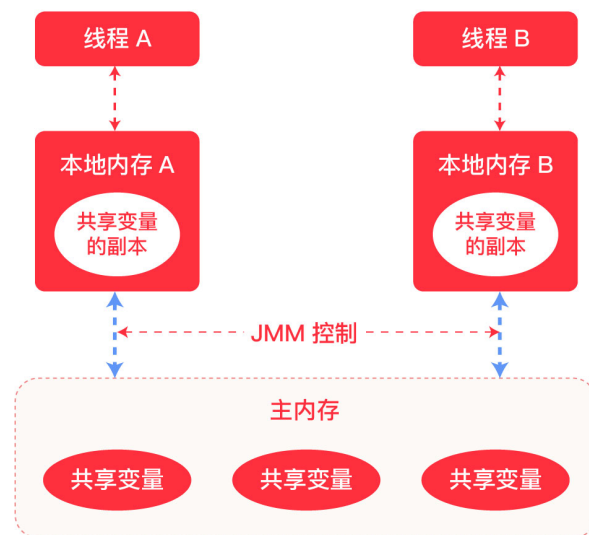 线程 A
线程 B
本地内存 A
本地内存 B
共享变量
的副本
共享变量
的副本
JMM 控制
主内存
共享变量
共享变量
共享变量